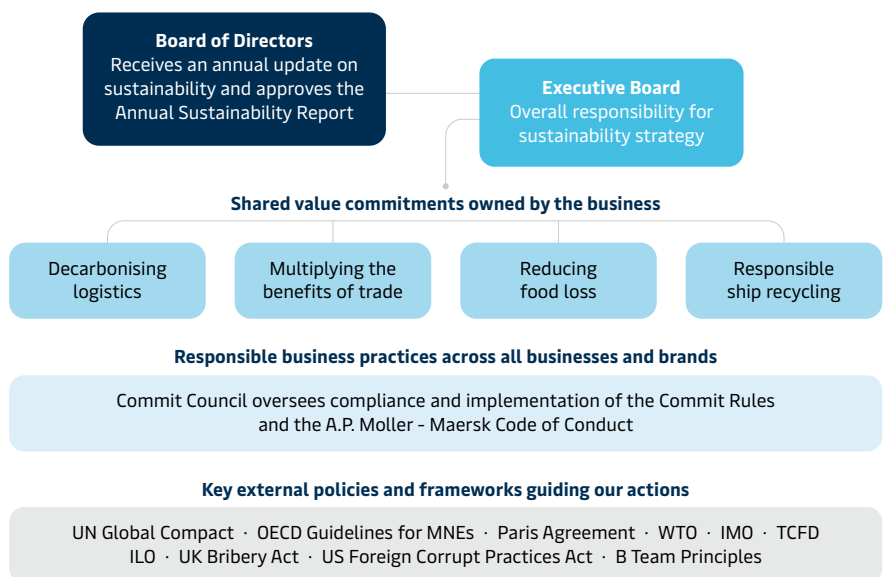 Board of Directors
Receives an annual update on
sustainability and approves the
Annual Sustainability Report
Executive Board
Overall responsibility for
sustainability strategy
Shared value commitments owned by the business
Decarbonising
logistics
Multiplying the
benefits of trade
Reducing
food loss
Responsible
ship recycling
Responsible business practices across all businesses and brands
Commit Council oversees compliance and implementation of the Commit Rules
and the A.P. Moller - Maersk Code of Conduct
Key external policies and frameworks guiding our actions
UN Global Compact · OECD Guidelines for MNEs · Paris Agreement · WTO · IMO · TCFD
ILO · UK Bribery Act · US Foreign Corrupt Practices Act · B Team Principles